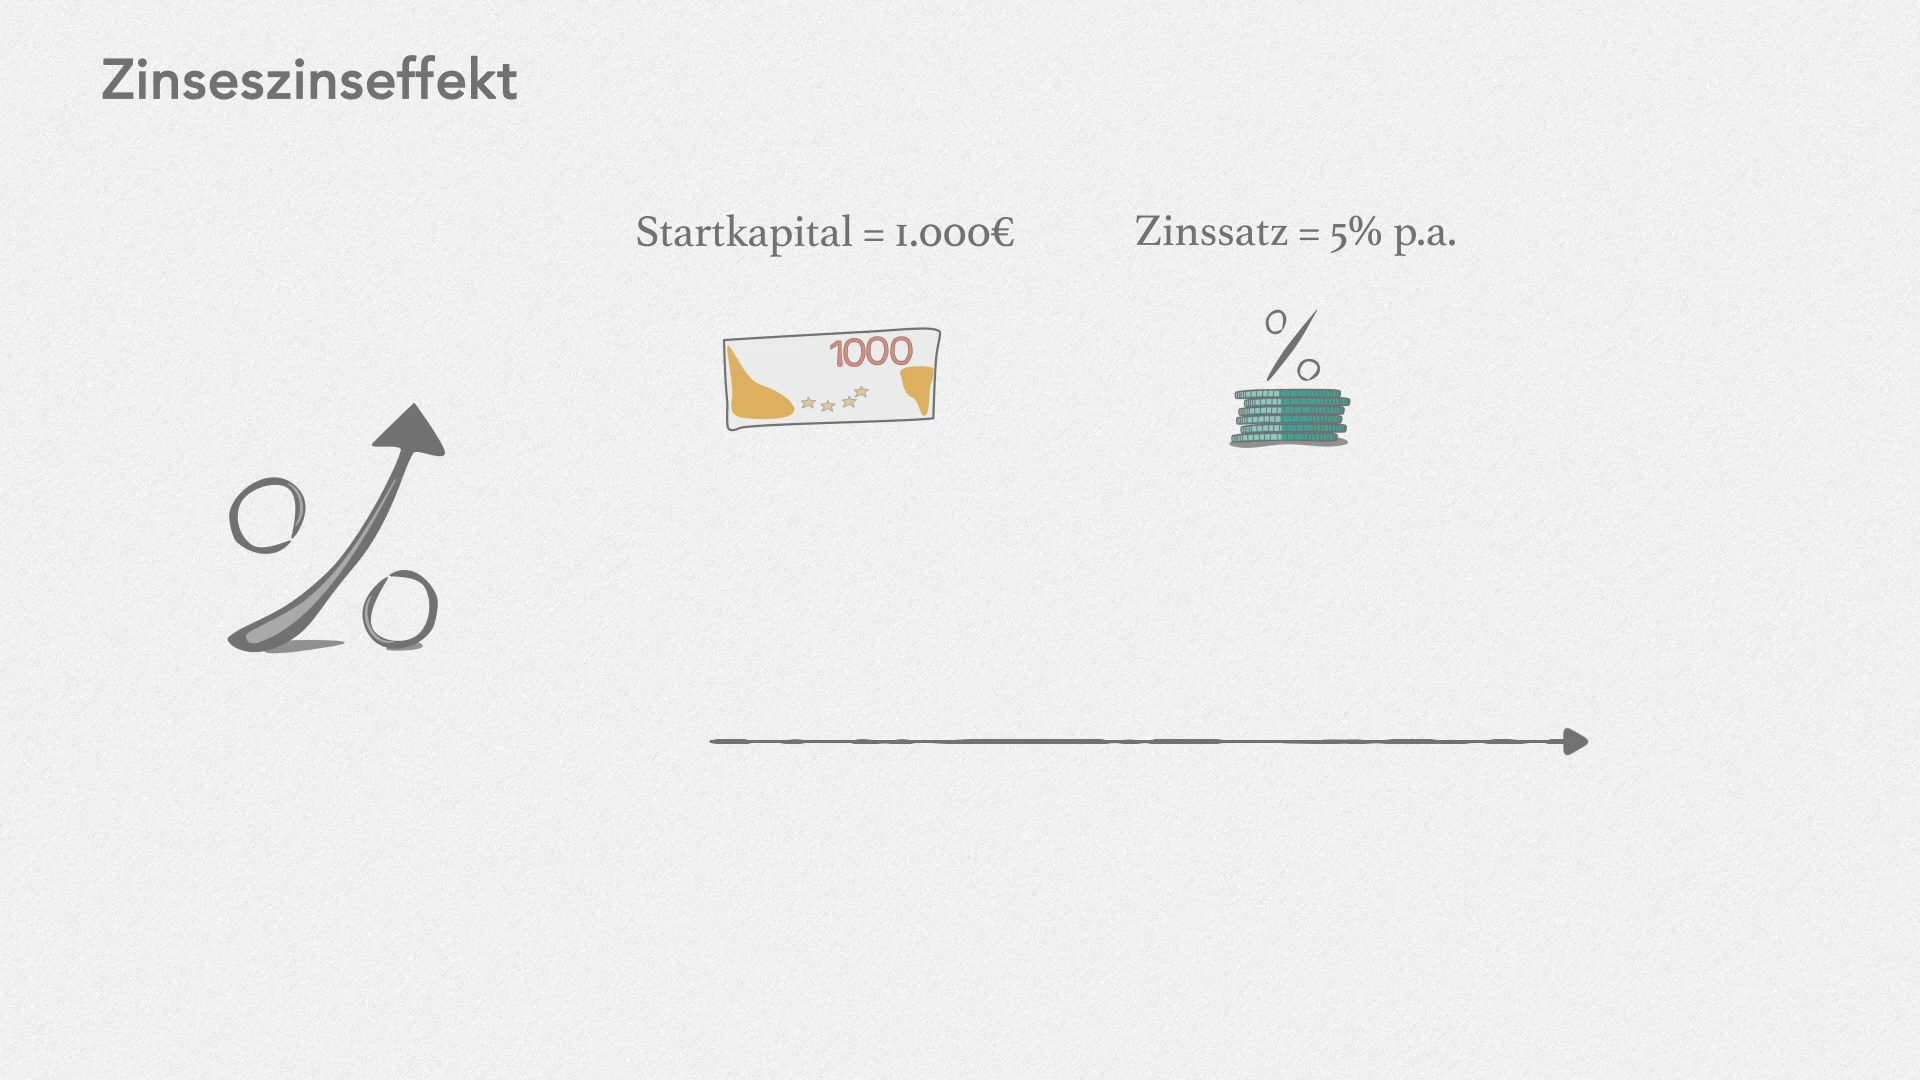 Zinseszinseffekt
Startkapital = 1.000€
Zinssatz = 5% p.a.
1000
%
%